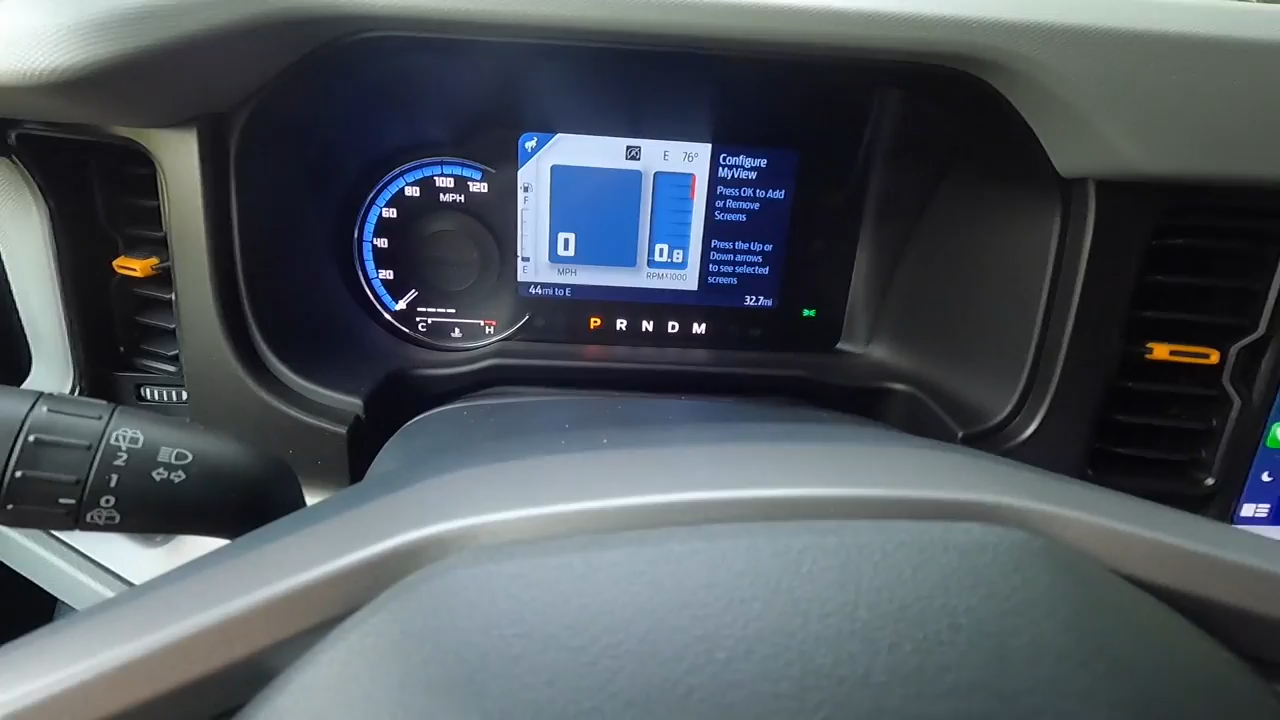 120
100
80
60
40
20
MPH
C
H
F
E
E 76°
0
MPH
0.8
RPMX1000
44mi to E
32.7mi
Configure
MyView
Press OK to Add
or Remove
Screens
Press the Up or
Down arrows
to see selected
screens
P R N D M
2
1
0